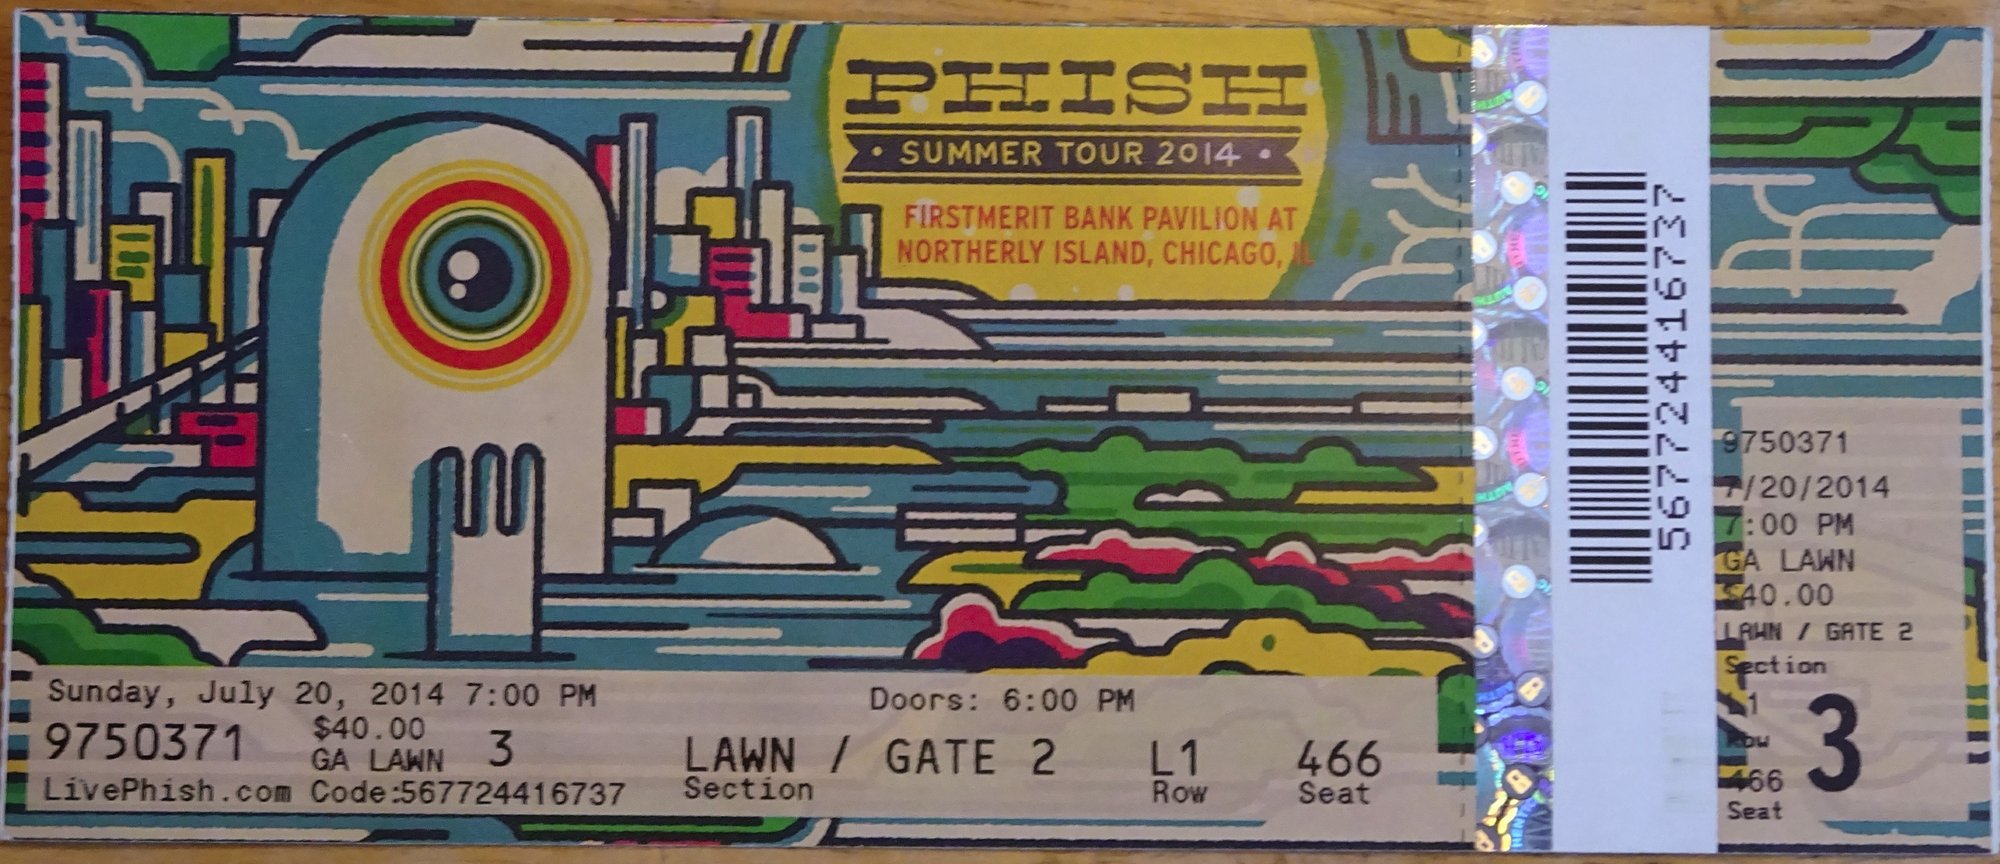 PHISH
• SUMMER TOUR 2014 •
FIRSTMERIT BANK PAVILION AT
NORTHERLY ISLAND, CHICAGO, IL
Sunday, July 20, 2014 7:00 PM Doors: 6:00 PM
9750371 $40.00 GA LAWN 3 LAWN / GATE 2 L1 466
Section Row Seat
LivePhish.com Code:567724416737
567724416737
9750371
7/20/2014
7:00 PM
GA LAWN
$40.00
LAWN / GATE 2
Section
L1
Row
3
466
Seat